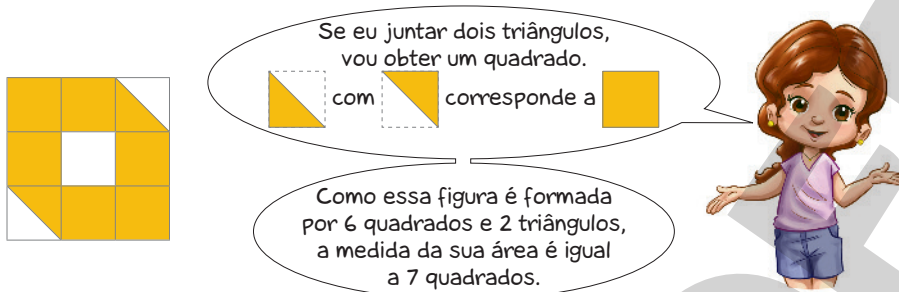 Se eu juntar dois triângulos,
vou obter um quadrado.
com corresponde a
Como essa figura é formada
por 6 quadrados e 2 triângulos,
a medida da sua área é igual
a 7 quadrados.